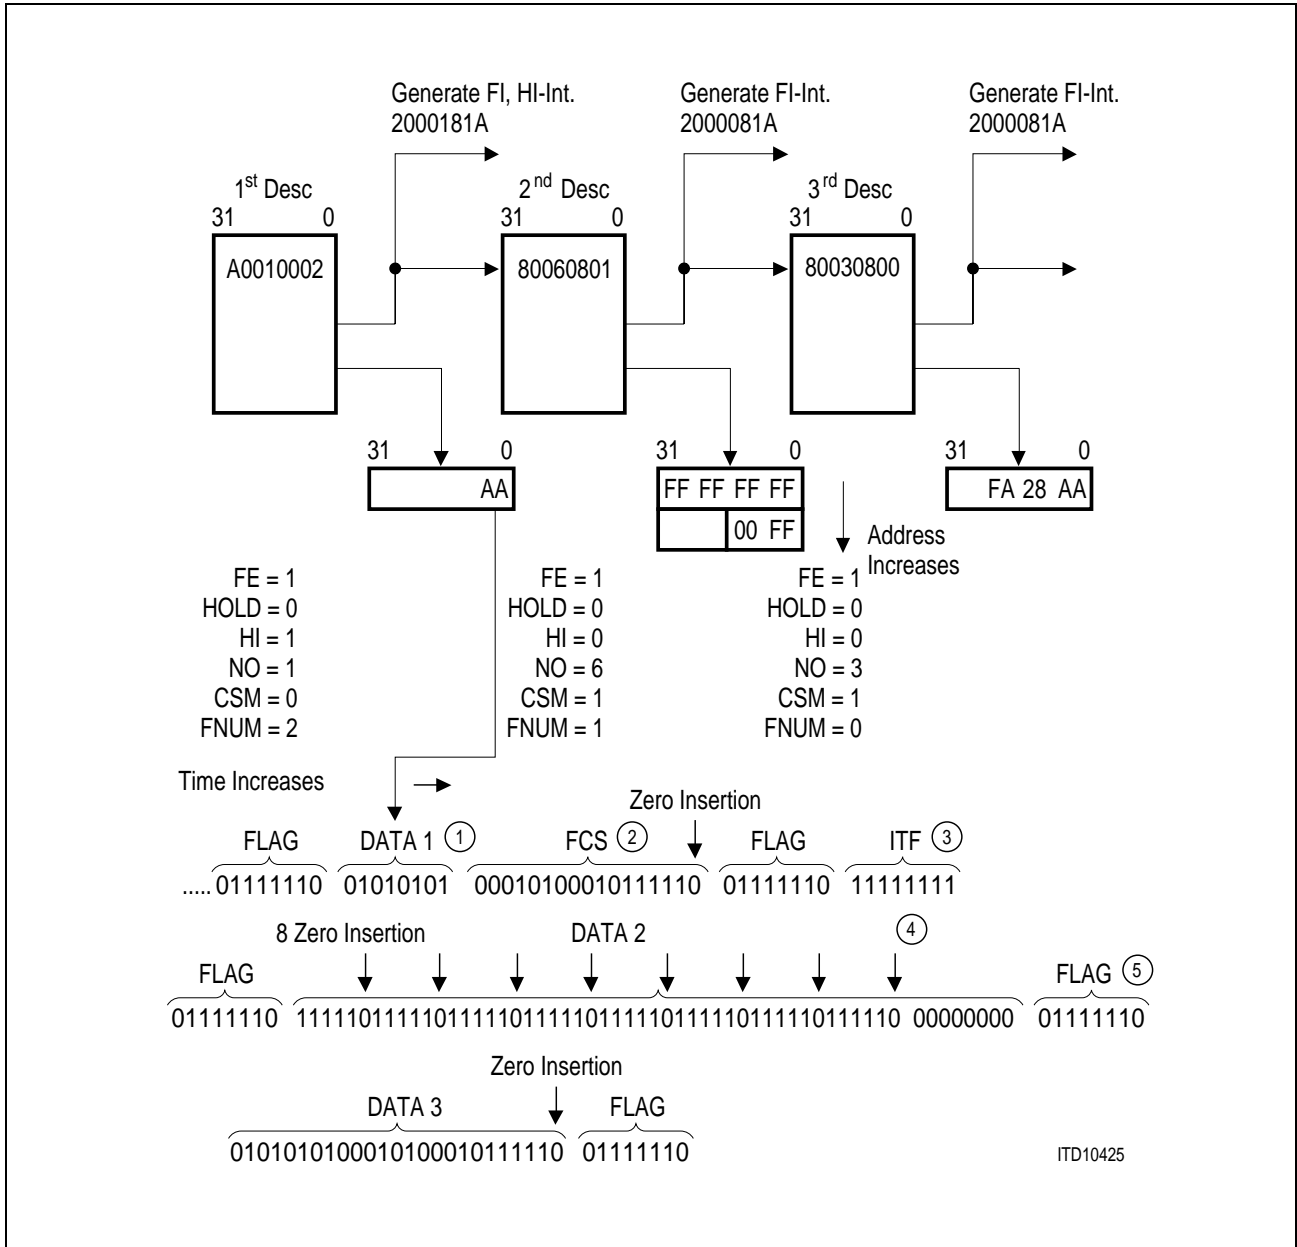 Generate FI, HI-Int. Generate FI-Int. Generate FI-Int.
2000181A 2000081A 2000081A
1st Desc 2nd Desc 3rd Desc
31 0 31 0 31 0
A0010002 80060801 80030800
31 0 31 0 31 0
AA FF FF FF FF FA 28 AA
00 FF
Address
Increases
FE = 1 FE = 1 FE = 1
HOLD = 0 HOLD = 0 HOLD = 0
HI = 1 HI = 0 HI = 0
NO = 1 NO = 6 NO = 3
CSM = 0 CSM = 1 CSM = 1
FNUM = 2 FNUM = 1 FNUM = 0
Time Increases
Zero Insertion
FLAG DATA 1 1 FCS 2 FLAG ITF 3
.....01111110 01010101 00010100010111110 01111110 11111111
8 Zero Insertion DATA 2 4
FLAG FLAG 5
01111110 111110111110111110111110111110111110111110111110 00000000 01111110
Zero Insertion
DATA 3 FLAG
0101010100010100010111110 01111110
ITD10425